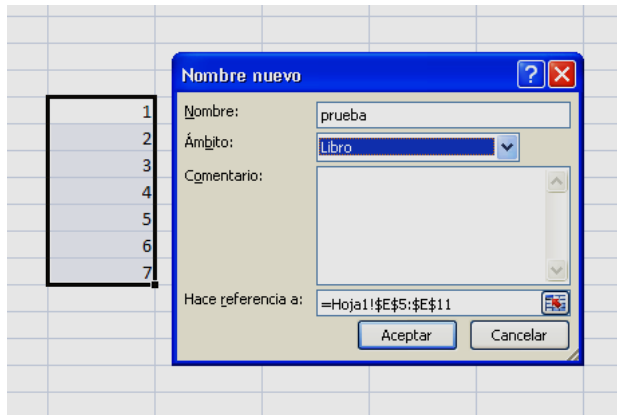 Nombre nuevo
?
1
Nombre:
prueba
2
Ámbito:
Libro
3
Comentario:
4
5
6
7
Hace referencia a:
=Hoja1!$E$5:$E$11
Aceptar
Cancelar